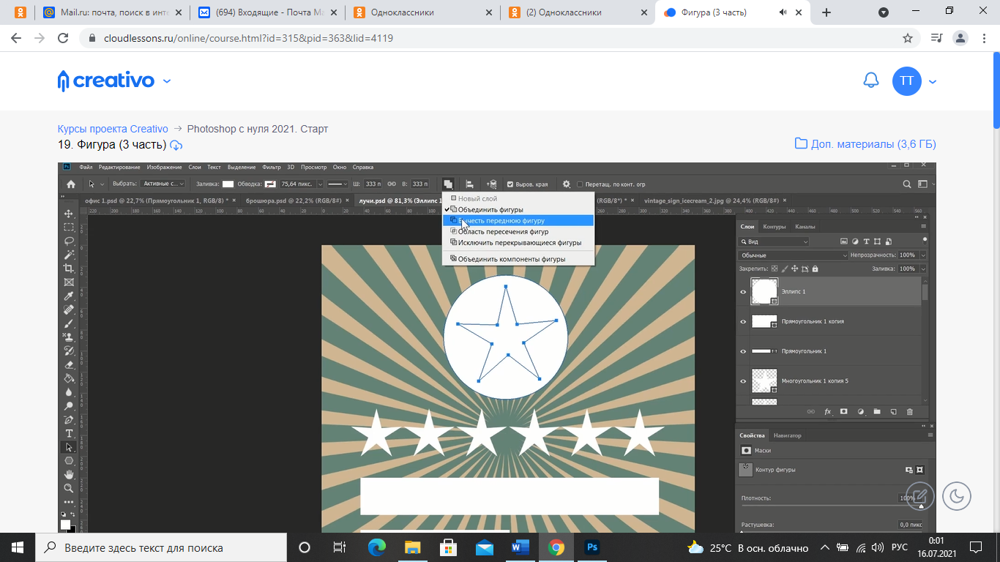 Mail.ru: почта, поиск в инте
(694) Входящие - Почта Ма
Одноклассники
(2) Одноклассники
Фигура (3 часть)
cloudlessons.ru/online/course.html?id=315&pid=363&lid=4119
creativo
TT
Курсы проекта Creativo → Photoshop с нуля 2021. Старт
19. Фигура (3 часть)
Доп. материалы (3,6 ГБ)
Ps Файл Редактирование Изображение Слои Текст Выделение Фильтр 3D Просмотр Окно Справка
Выбрать: Активные с... Заливка: Обводка: 75,64 пикс. Ш: 333 п В: 333 п Выров. края Перетащ. по конт. огр
офис 1.psd @ 22,7% (Прямоугольник 1, RGB/8) * брошюра.psd @ 22,2% (RGB/8#) лучи.psd @ 81,3% (Эллипс 1 (RGB/8*) * vintage_sign_icecream_2.jpg @ 24,4% (RGB/8#)
Новый слой
Объединить фигуры
Вычесть переднюю фигуру
Область пересечения фигур
Исключить перекрывающиеся фигуры
Объединить компоненты фигуры
Слои Контуры Каналы
Вид
Обычные Непрозрачность: 100%
Закрепить: Заливка: 100%
Эллипс 1
Прямоугольник 1 копия
Прямоугольник 1
Многоугольник 1 копия 5
fx
Свойства Навигатор
Маски
Контур фигуры
Плотность: 100%
Растушевка: 0,0 пикс
Введите здесь текст для поиска
25°C В осн. облачно
РУС
0:01
16.07.2021